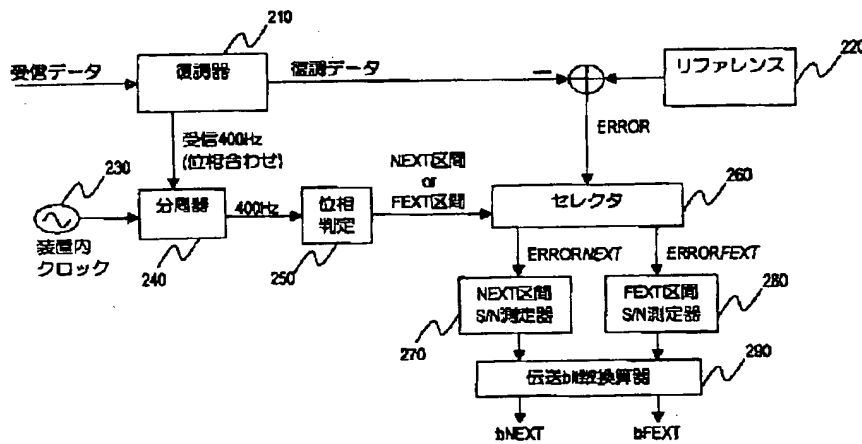 210
220
受信データ
復調器
復調データ
−
リファレンス
受信400Hz
(位相合わせ)
ERROR
230
NEXT区間
or
FEXT区間
260
分周器
400Hz
位相
判定
セレクタ
装置内
クロック
240
250
ERRORNEXT
ERRORFEXT
NEXT区間
S/N測定器
FEXT区間
S/N測定器
280
270
290
伝送bit数換算器
bNEXT
bFEXT